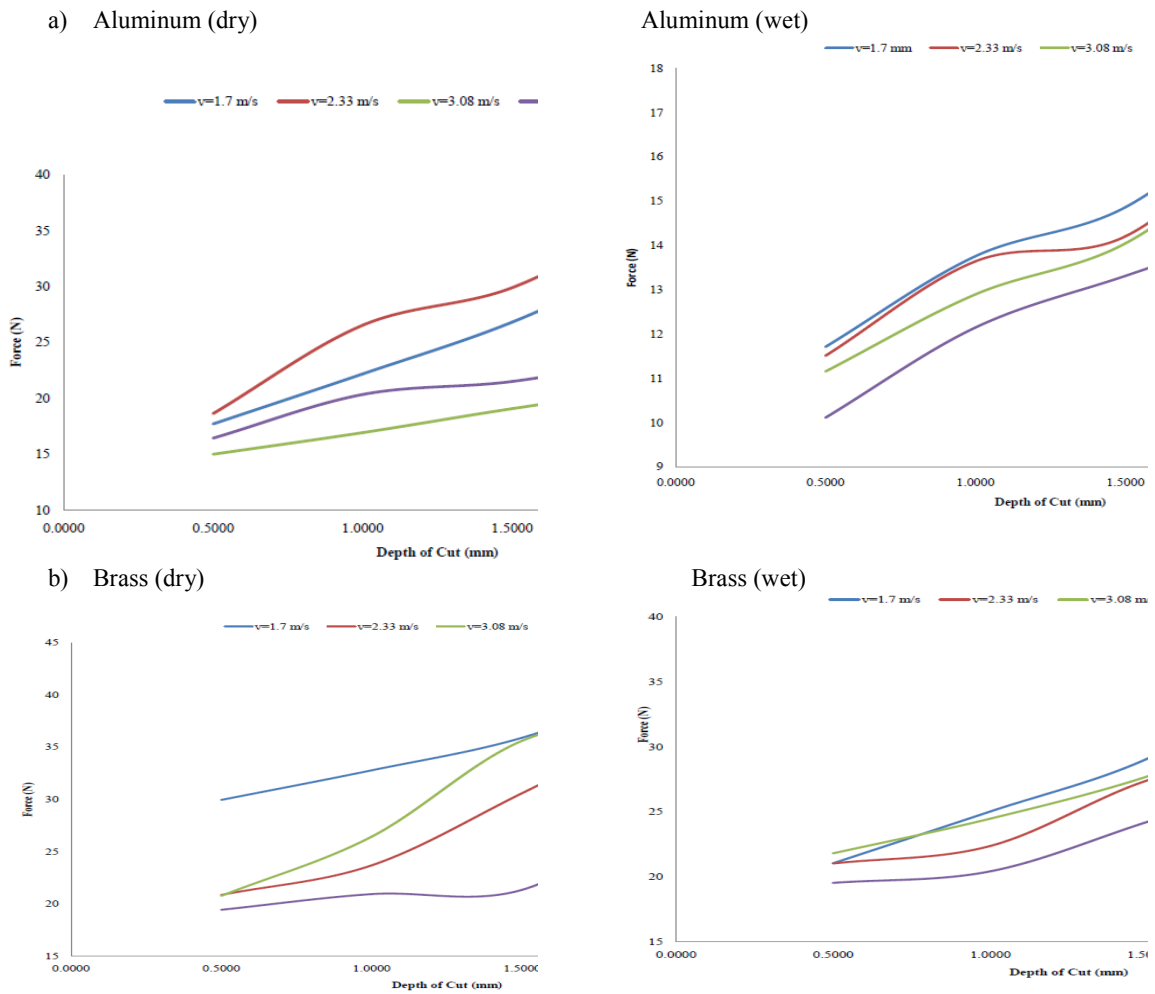 a) Aluminum (dry)
Aluminum (wet)
v=1.7 m/s v=2.33 m/s v=3.08 m/s
40
35
30
25
20
15
10
Force (N)
0.0000 0.5000 1.0000 1.5000
Depth of Cut (mm)
v=1.7 mm v=2.33 m/s v=3.08 m/s
18
17
16
15
14
13
12
11
10
9
Force (N)
0.0000 0.5000 1.0000 1.5000
Depth of Cut (mm)
b) Brass (dry)
Brass (wet)
v=1.7 m/s v=2.33 m/s v=3.08 m/s
45
40
35
30
25
20
15
Force (N)
0.0000 0.5000 1.0000 1.5000
Depth of Cut (mm)
v=1.7 m/s v=2.33 m/s v=3.08 m/
40
35
30
25
20
15
Force (N)
0.0000 0.5000 1.0000 1.50
Depth of Cut (mm)